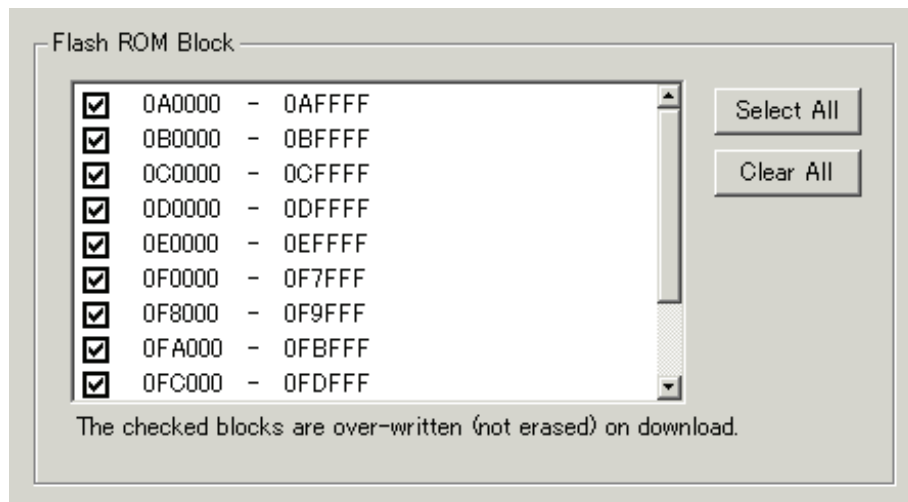 Flash ROM Block
0A0000 - 0AFFFF
Select All
0B0000 - 0BFFFF
0C0000 - 0CFFFF
Clear All
0D0000 - 0DFFFF
0E0000 - 0EFFFF
0F0000 - 0F7FFF
0F8000 - 0F9FFF
0FA000 - 0FBFFF
0FC000 - 0FDFFF
The checked blocks are over-written (not erased) on download.